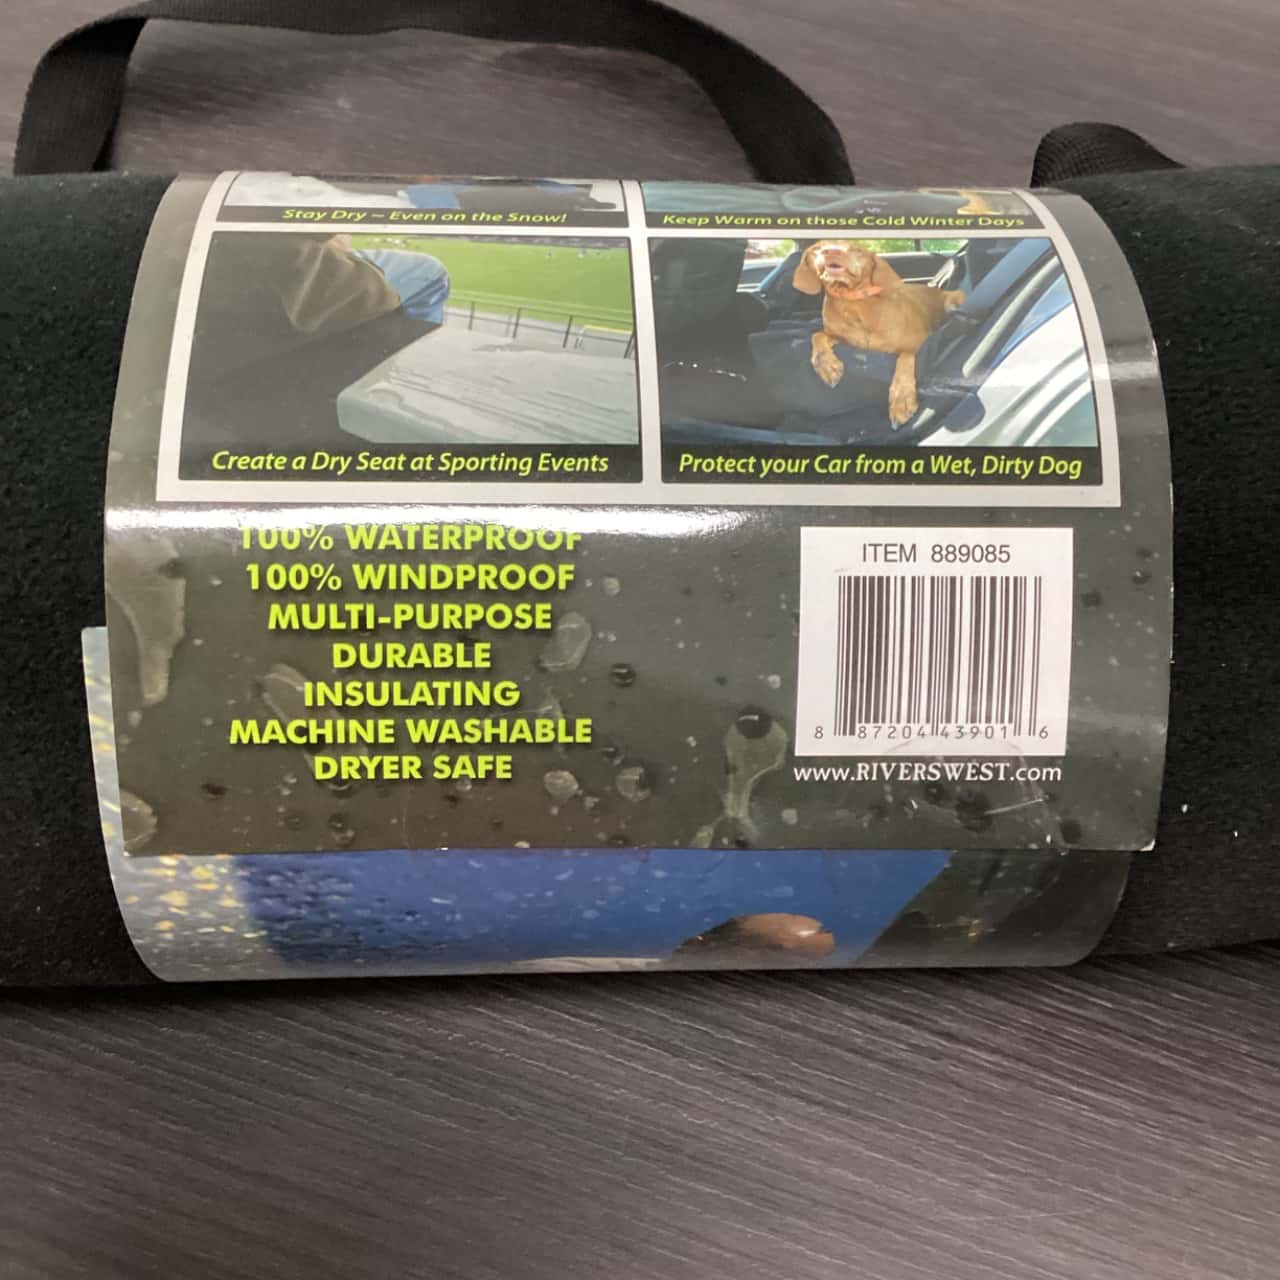 Stay Dry ~ Even on the Snow!
Keep Warm on those Cold Winter Days
Create a Dry Seat at Sporting Events
Protect your Car from a Wet, Dirty Dog
100% WATERPROOF
100% WINDPROOF
MULTI-PURPOSE
DURABLE
INSULATING
MACHINE WASHABLE
DRYER SAFE
ITEM 889085
8 87204 43901 6
www.RIVERSWEST.com